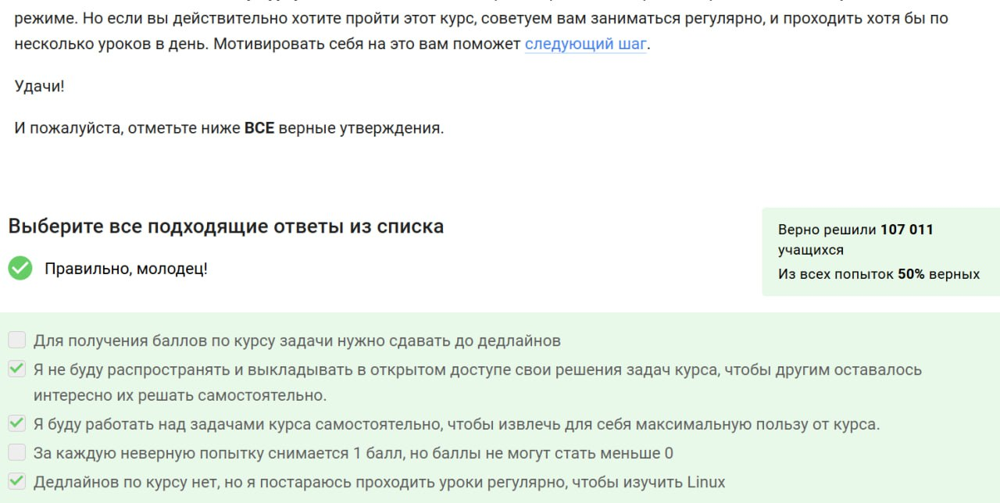 режиме. Но если вы действительно хотите пройти этот курс, советуем вам заниматься регулярно, и проходить хотя бы по
несколько уроков в день. Мотивировать себя на это вам поможет следующий шаг.
Удачи!
И пожалуйста, отметьте ниже ВСЕ верные утверждения.
Выберите все подходящие ответы из списка
Верно решили 107 011
учащихся
Из всех попыток 50% верных
Правильно, молодец!
Для получения баллов по курсу задачи нужно сдавать до дедлайнов
Я не буду распространять и выкладывать в открытом доступе свои решения задач курса, чтобы другим оставалось
интересно их решать самостоятельно.
Я буду работать над задачами курса самостоятельно, чтобы извлечь для себя максимальную пользу от курса.
За каждую неверную попытку снимается 1 балл, но баллы не могут стать меньше 0
Дедлайнов по курсу нет, но я постараюсь проходить уроки регулярно, чтобы изучить Linux